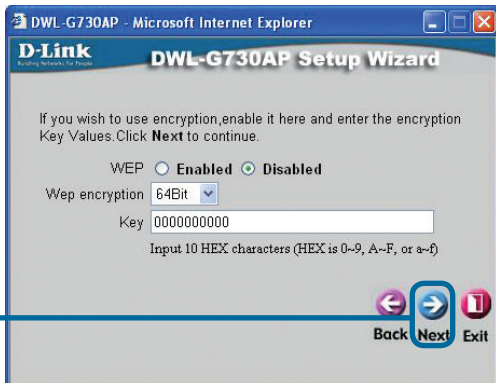 DWL-G730AP - Microsoft Internet Explorer
D-Link
Building Networks for People
DWL-G730AP Setup Wizard
If you wish to use encryption,enable it here and enter the encryption
Key Values.Click Next to continue.
WEP Enabled Disabled
Wep encryption 64Bit
Key 0000000000
Input 10 HEX characters (HEX is 0~9, A~F, or a~f)
Back Next Exit